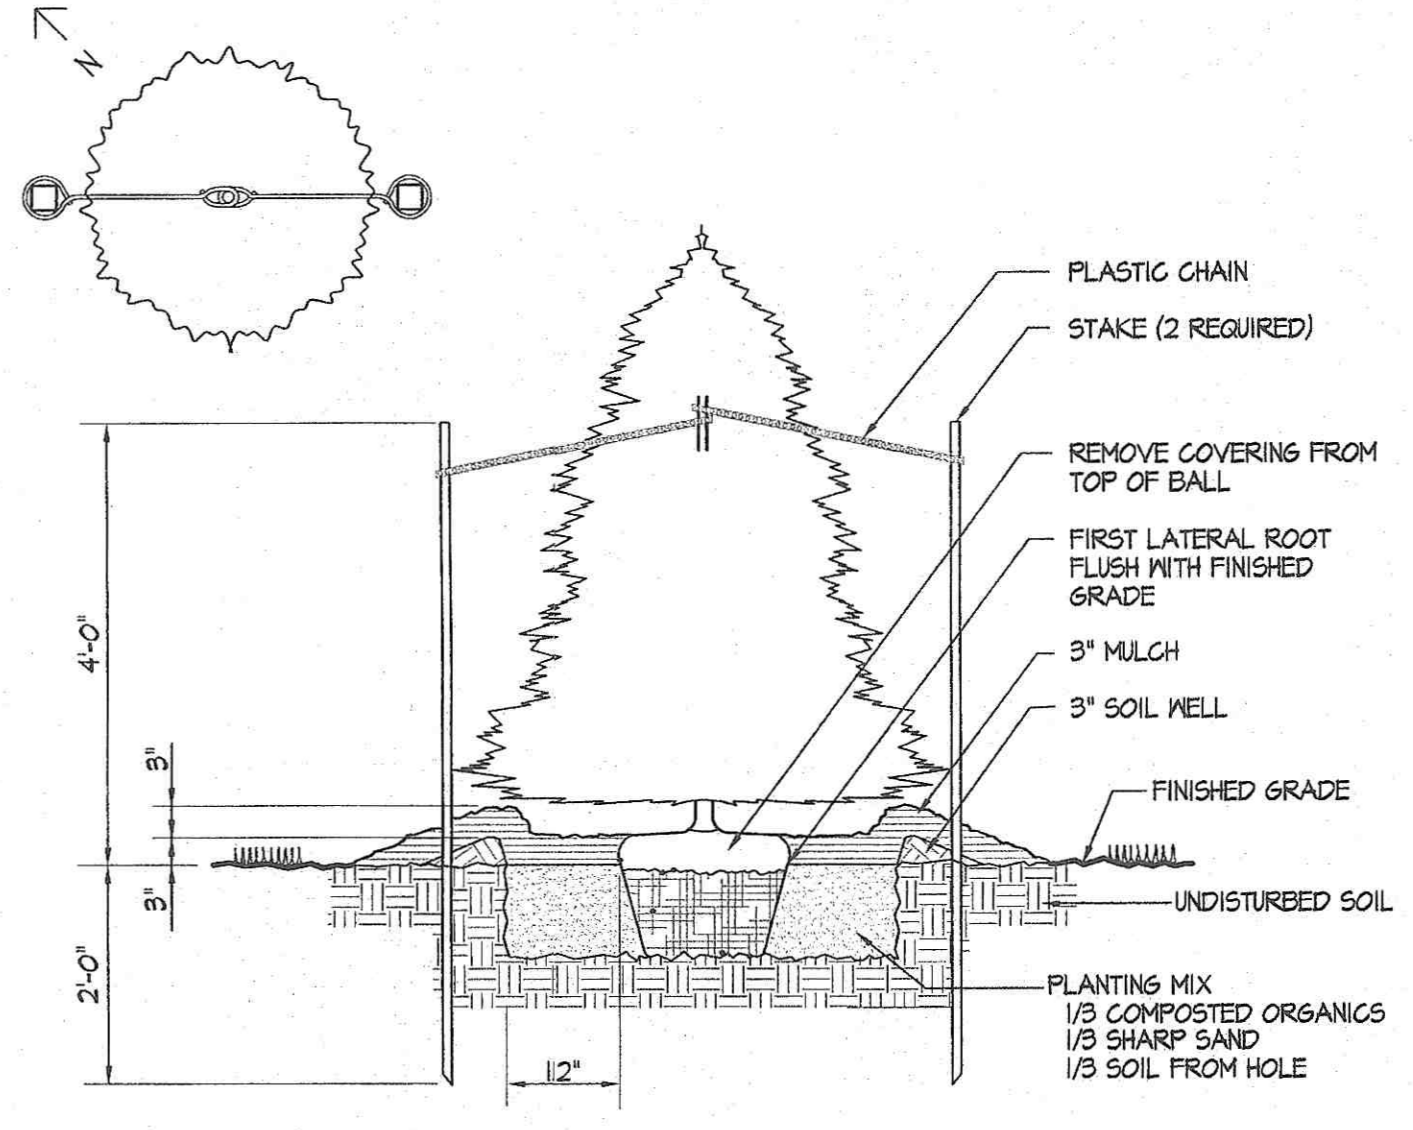 N
PLASTIC CHAIN
STAKE (2 REQUIRED)
REMOVE COVERING FROM
TOP OF BALL
FIRST LATERAL ROOT
FLUSH WITH FINISHED
GRADE
3" MULCH
3" SOIL WELL
FINISHED GRADE
UNDISTURBED SOIL
PLANTING MIX
1/3 COMPOSTED ORGANICS
1/3 SHARP SAND
1/3 SOIL FROM HOLE
4'-0"
3"
3"
2'-0"
12"